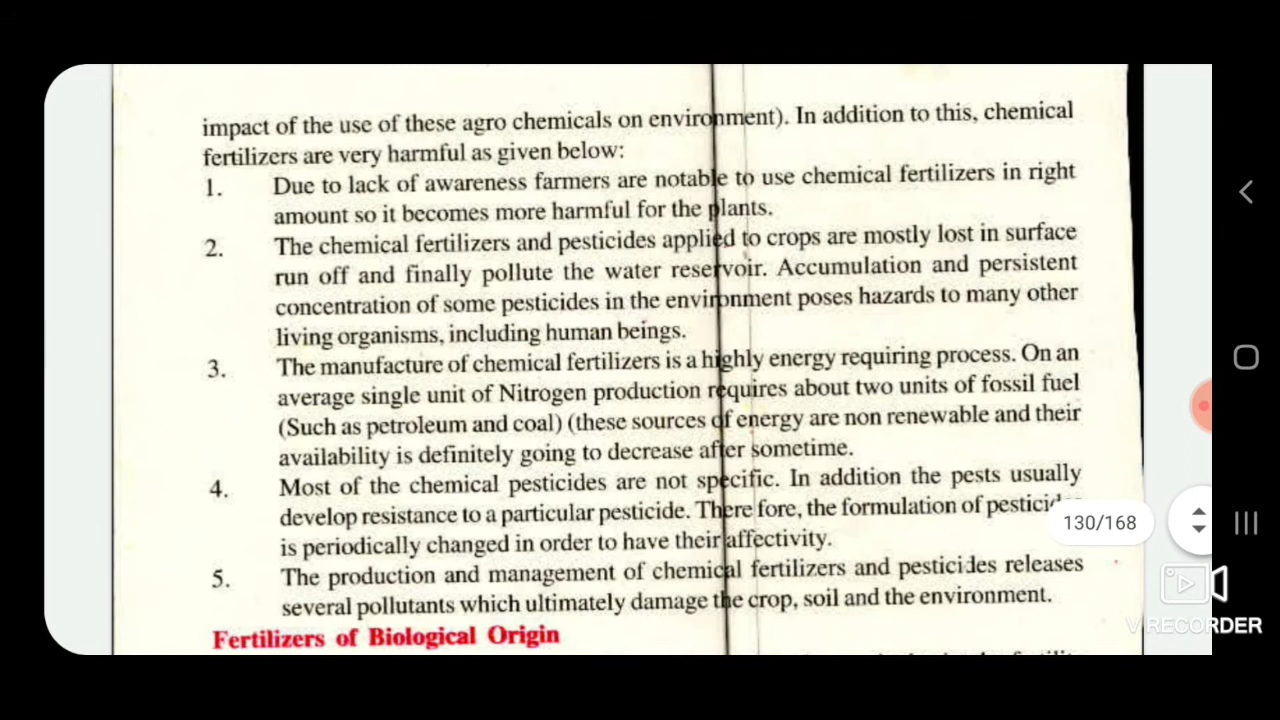 impact of the use of these agro chemicals on environment). In addition to this, chemical
fertilizers are very harmful as given below:
1. Due to lack of awareness farmers are notable to use chemical fertilizers in right
amount so it becomes more harmful for the plants.
2. The chemical fertilizers and pesticides applied to crops are mostly lost in surface
run off and finally pollute the water reservoir. Accumulation and persistent
concentration of some pesticides in the environment poses hazards to many other
living organisms, including human beings.
3. The manufacture of chemical fertilizers is a highly energy requiring process. On an
average single unit of Nitrogen production requires about two units of fossil fuel
(Such as petroleum and coal) (these sources of energy are non renewable and their
availability is definitely going to decrease after sometime.
4. Most of the chemical pesticides are not specific. In addition the pests usually
develop resistance to a particular pesticide. There fore, the formulation of
is periodically changed in order to have their affectivity.
5. The production and management of chemical fertilizers and pesticides releases
several pollutants which ultimately damage the crop, soil and the environment.
Fertilizers of Biological Origin
130/168
V RECORDER